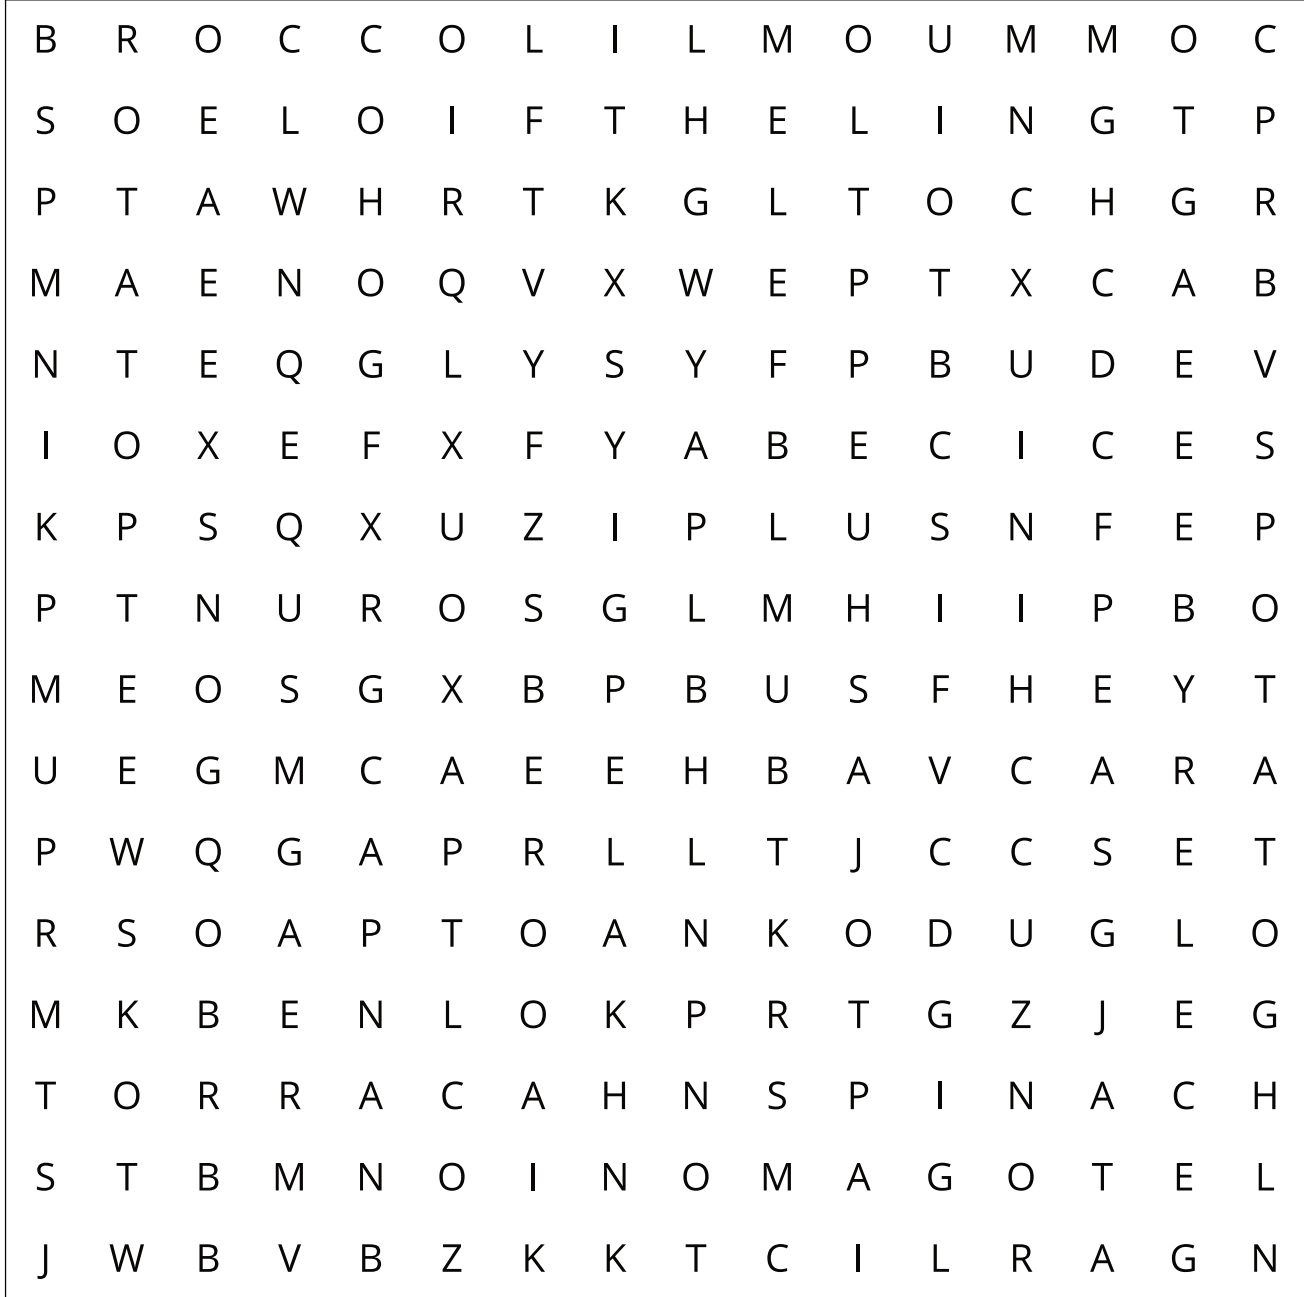 B R O C C O L I L M O U M M O C
S O E L O I F T H E L I N G T P
P T A W H R T K G L T O C H G R
M A E N O Q V X W E P T X C A B
N T E Q G L Y S Y F P B U D E V
I O X E F X F Y A B E C I C E S
K P S Q X U Z I P L U S N F E P
P T N U R O S G L M H I I P B O
M E O S G X B P B U S F H E Y T
U E G M C A E E H B A V C A R A
P W Q G A P R L L T J C C S E T
R S O A P T O A N K O D U G L O
M K B E N L O K P R T G Z J E G
T O R R A C A H N S P I N A C H
S T B M N O I N O M A G O T E L
J W B V B Z K K T C I L R A G N